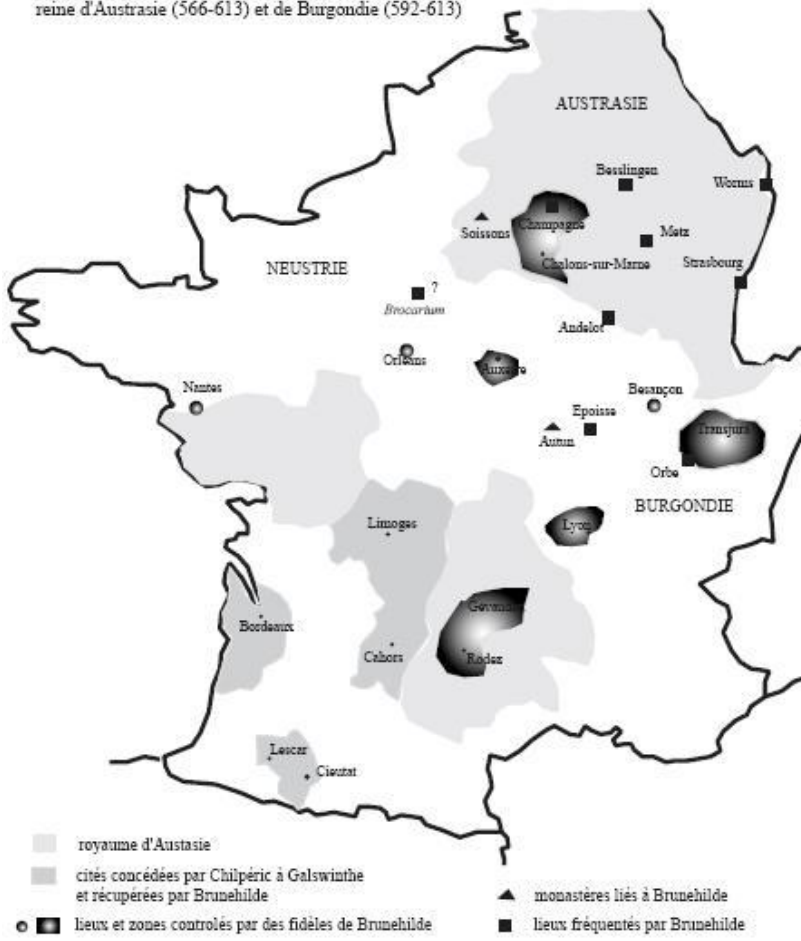 reine d'Austrasie (566-613) et de Burgondie (592-613)
AUSTRASIE
Besslingen
Worms
Champagne
Soissons
Metz
Chalons-sur-Marne
Strasbourg
NEUSTRIE
?
Brocarium
Andelot
Orléans
Auxerre
Nantes
Besançon
Epoisse
Autun
Transjura
Orbe
BURGONDIE
Limoges
Lyon
Gévaudan
Bordeaux
Cahors
Rodez
Lescar
Cieutat
royaume d'Austasie
cités concédées par Chilpéric à Galswinthe
et récupérées par Brunehilde
monastères liés à Brunehilde
lieux et zones controlés par des fidèles de Brunehilde
lieux fréquentés par Brunehilde